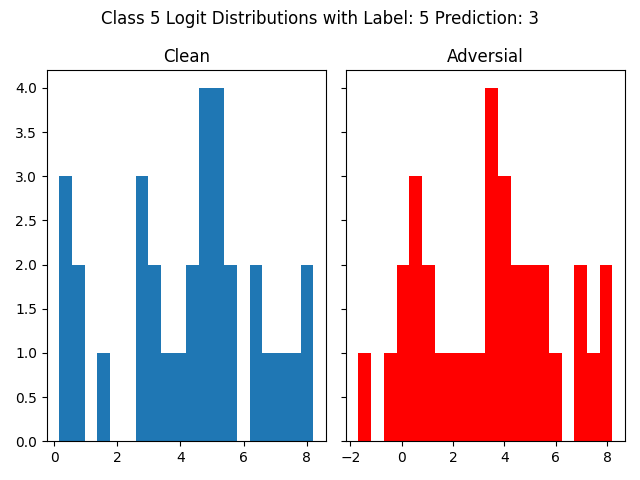 Class 5 Logit Distributions with Label: 5 Prediction: 3
Clean
Adversial
4.0
3.5
3.0
2.5
2.0
1.5
1.0
0.5
0.0
0 2 4 6 8
−2 0 2 4 6 8